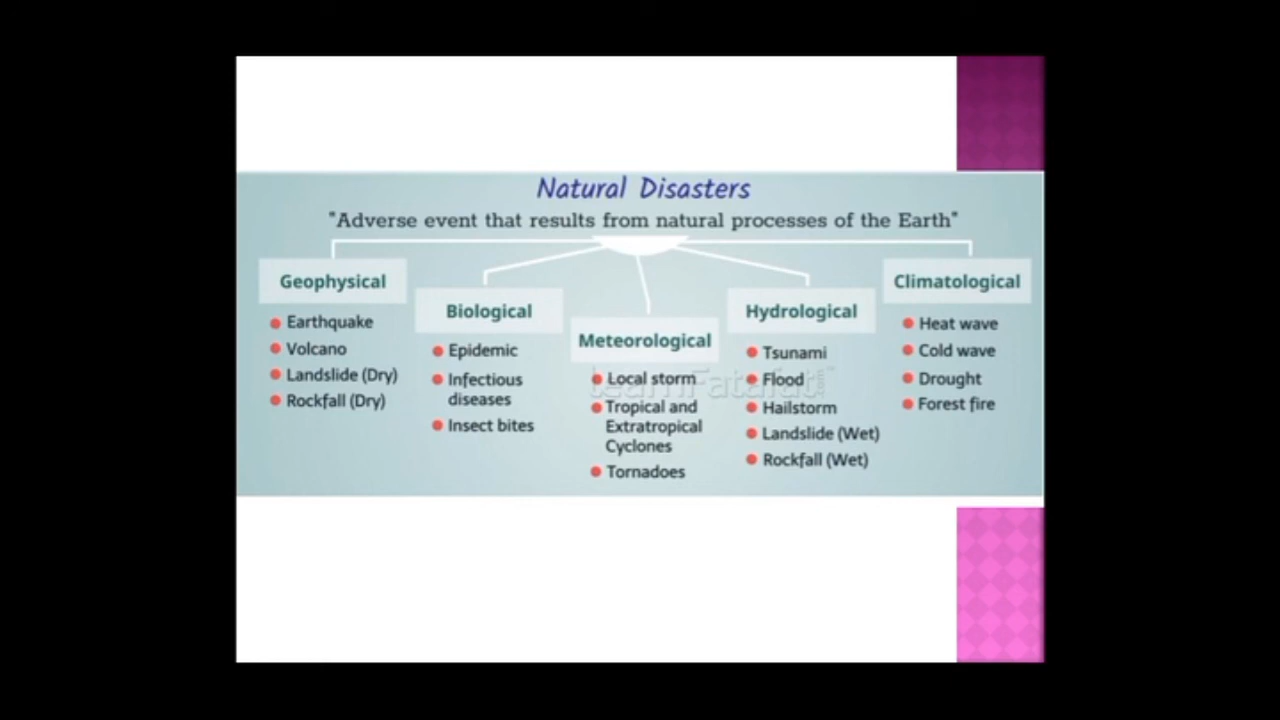 Natural Disasters
"Adverse event that results from natural processes of the Earth"
Geophysical
Earthquake
Volcano
Landslide (Dry)
Rockfall (Dry)
Biological
Epidemic
Infectious
diseases
Insect bites
Meteorological
Local storm
Tropical and
Extratropical
Cyclones
Tornadoes
Hydrological
Tsunami
Flood
Hailstorm
Landslide (Wet)
Rockfall (Wet)
Climatological
Heat wave
Cold wave
Drought
Forest fire
learnFatafat